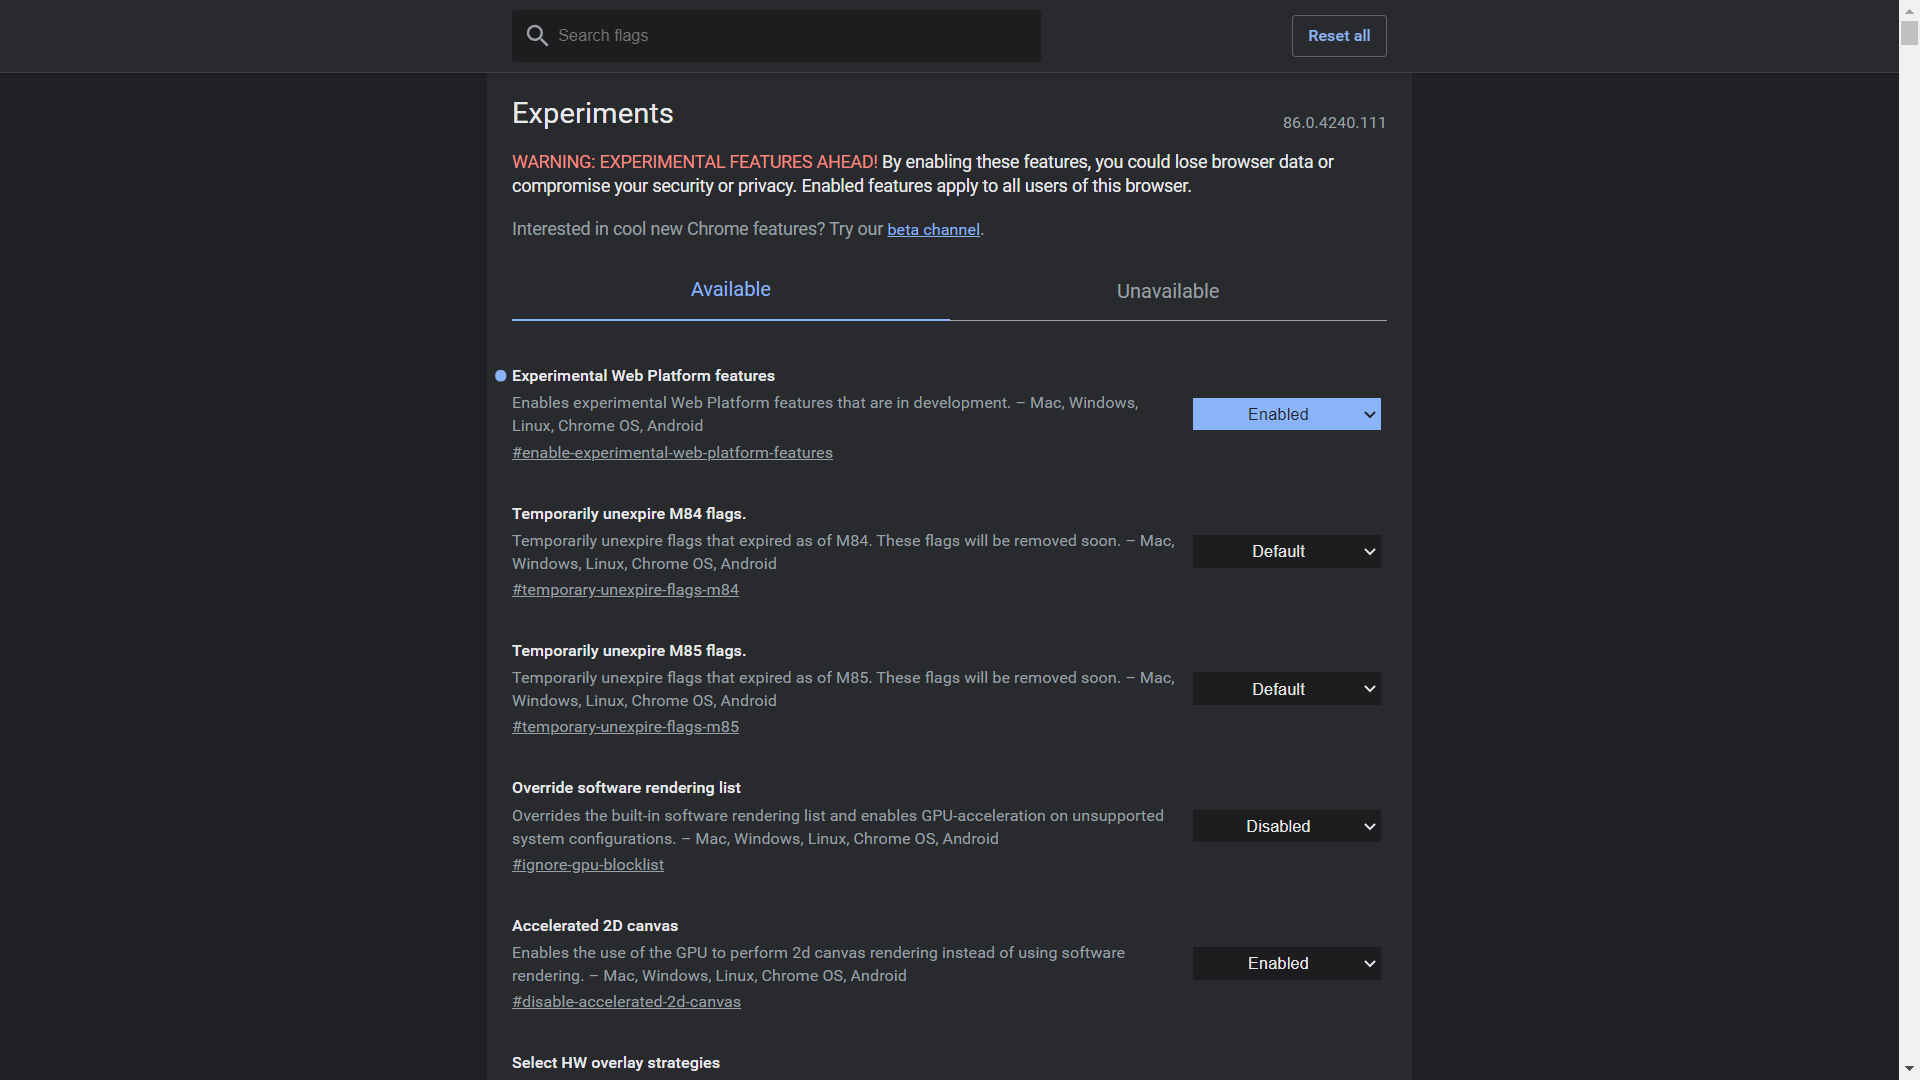 Search flags
Reset all
Experiments
86.0.4240.111
WARNING: EXPERIMENTAL FEATURES AHEAD! By enabling these features, you could lose browser data or
compromise your security or privacy. Enabled features apply to all users of this browser.
Interested in cool new Chrome features? Try our beta channel.
Available
Unavailable
Experimental Web Platform features
Enables experimental Web Platform features that are in development. – Mac, Windows,
Linux, Chrome OS, Android
#enable-experimental-web-platform-features
Enabled
Temporarily unexpire M84 flags.
Temporarily unexpire flags that expired as of M84. These flags will be removed soon. – Mac,
Windows, Linux, Chrome OS, Android
#temporary-unexpire-flags-m84
Default
Temporarily unexpire M85 flags.
Temporarily unexpire flags that expired as of M85. These flags will be removed soon. – Mac,
Windows, Linux, Chrome OS, Android
#temporary-unexpire-flags-m85
Default
Override software rendering list
Overrides the built-in software rendering list and enables GPU-acceleration on unsupported
system configurations. – Mac, Windows, Linux, Chrome OS, Android
#ignore-gpu-blocklist
Disabled
Accelerated 2D canvas
Enables the use of the GPU to perform 2d canvas rendering instead of using software
rendering. – Mac, Windows, Linux, Chrome OS, Android
#disable-accelerated-2d-canvas
Enabled
Select HW overlay strategies